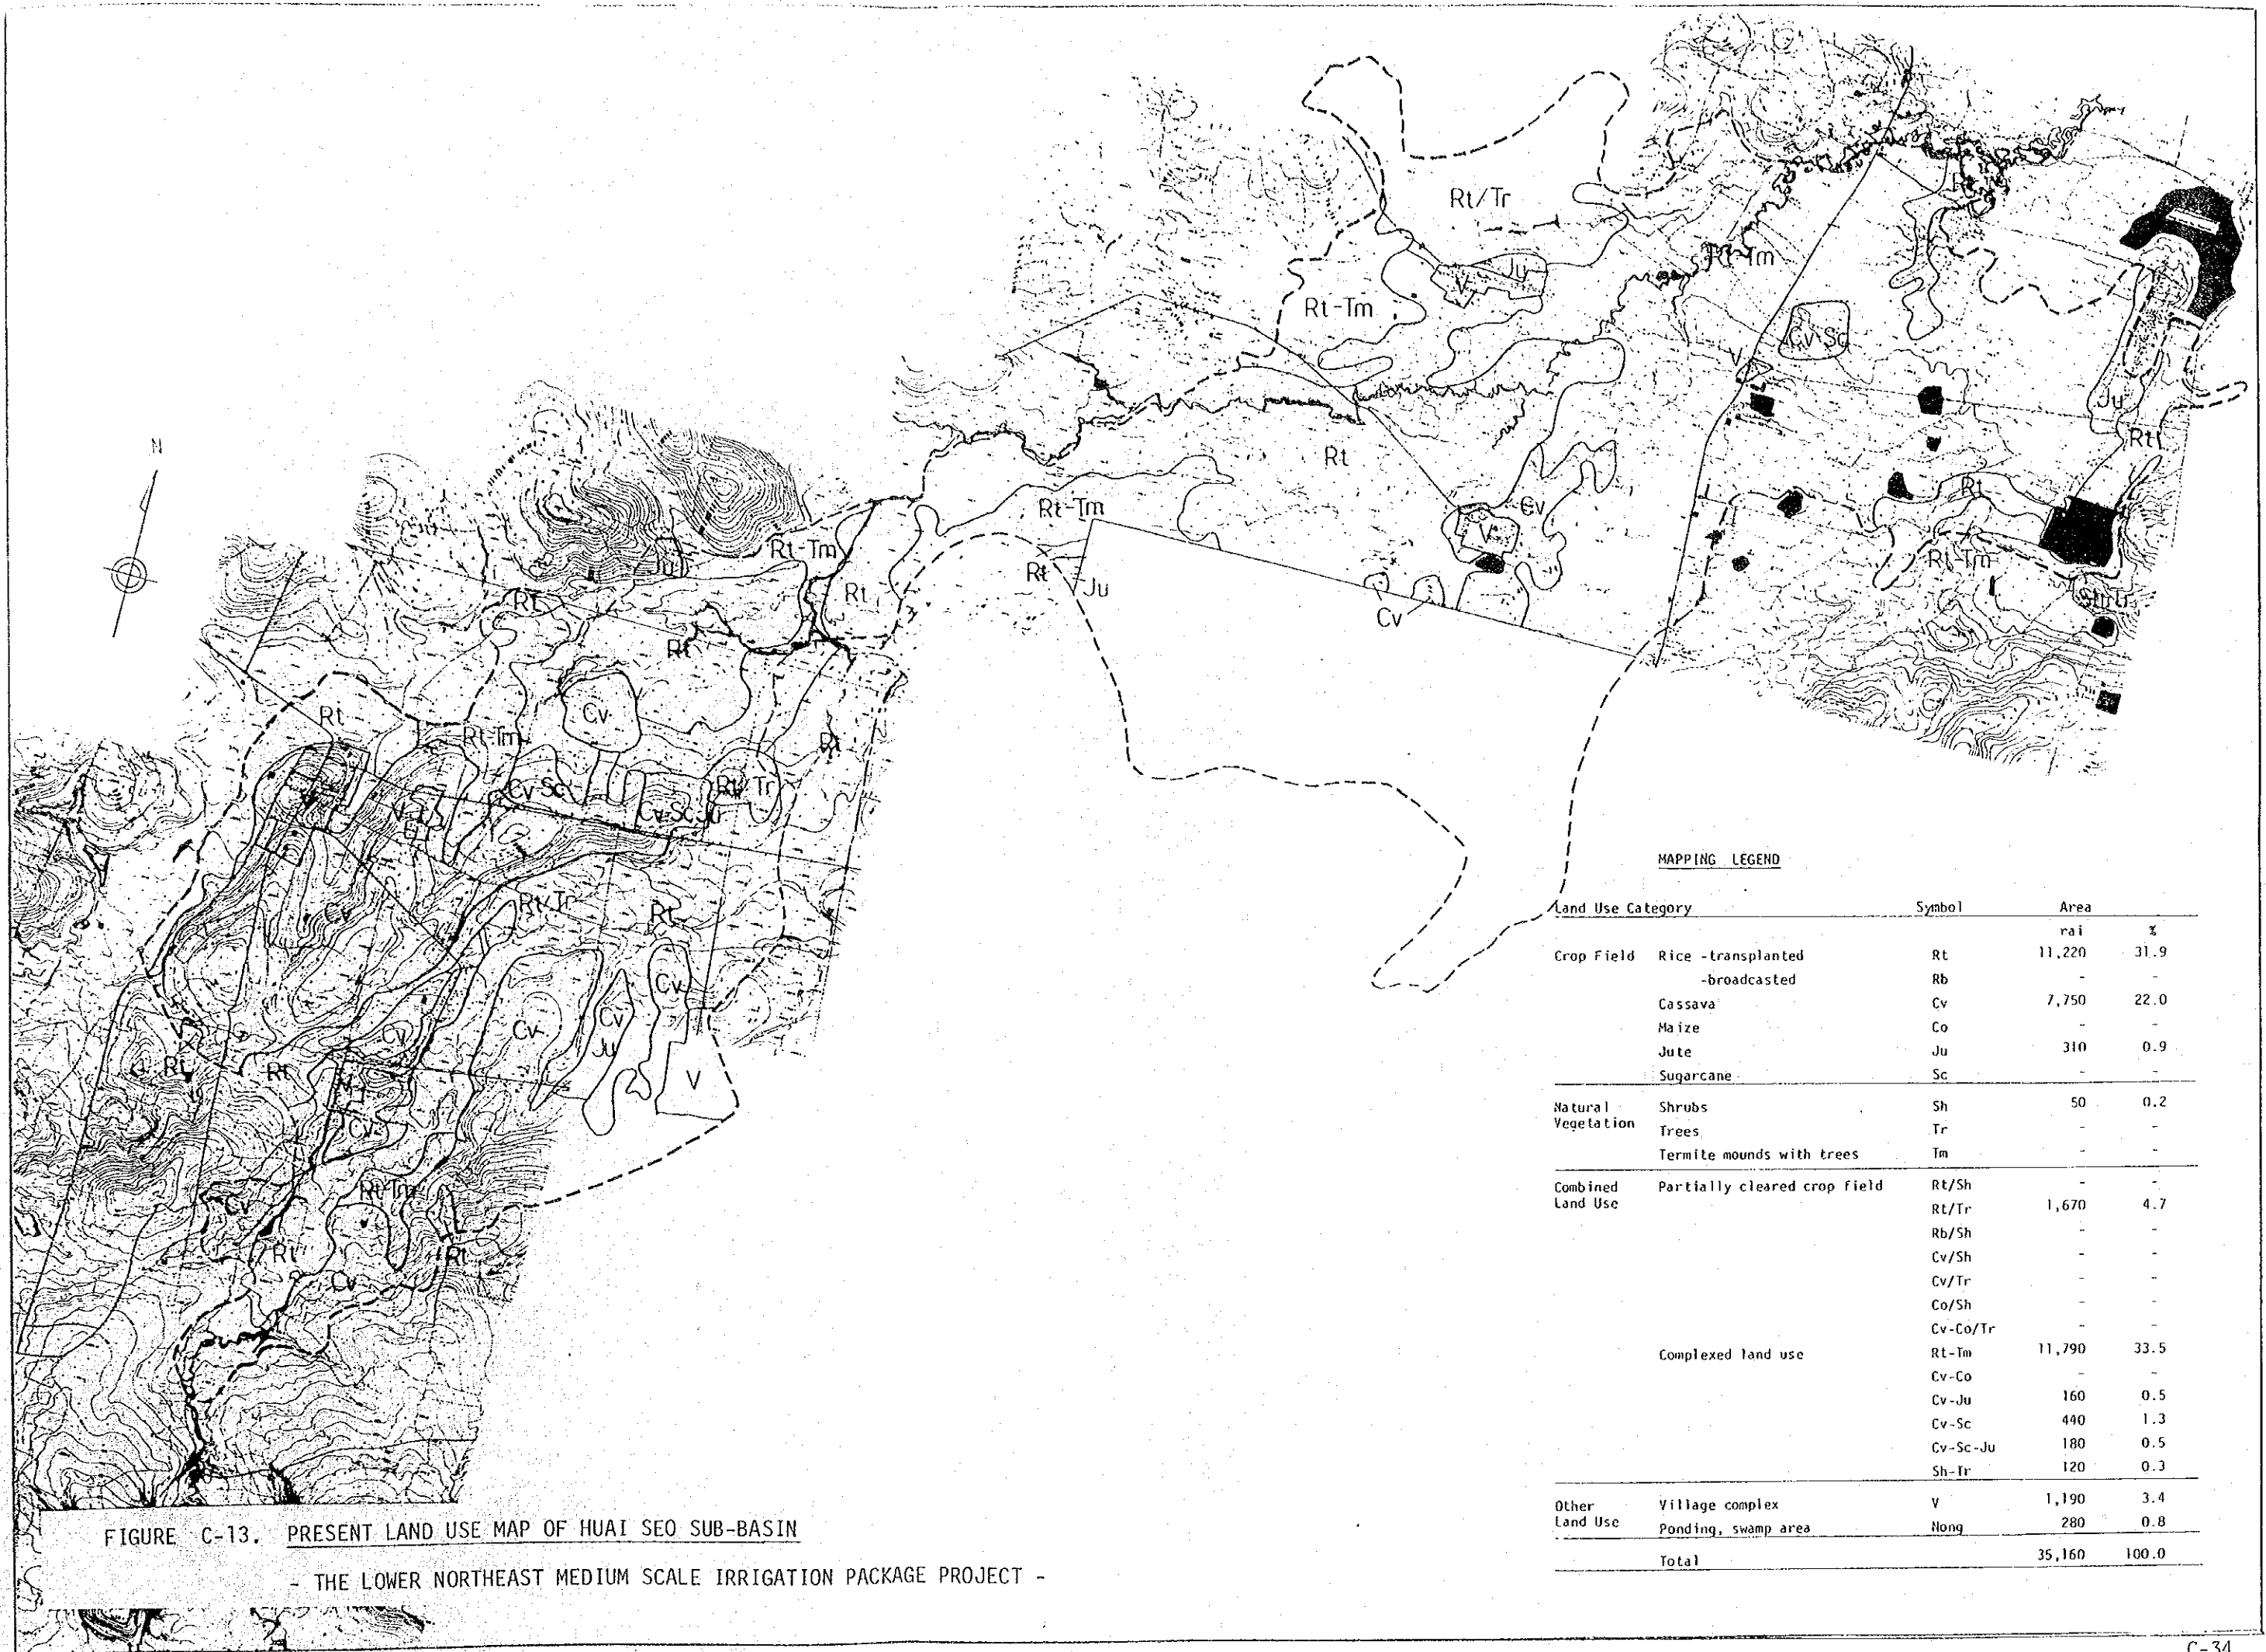 Rt/Tr
Rt-Tm
Ju
V
Rt-Tm
Cv-Sc
V
Ju
Rt
N
Rt
Rt-Tm
Cv
V
Rt
Rt-Tm
Rt-Tm
Ju
Rt
Rt
Ju
Cv
Rt
Rt
Cv
Rt
Rt-Tm
Rt
Cv-Sc
Cv-Sc-Ju
Rt/Tr
V
Cv
Rt/Tr
Rt
Cv
Cv
Cv
Cv
Ju
V
Rt
Rt
Cv
Rt-Tm
Cv
Rt
Rt
Cv
MAPPING LEGEND
Land Use Category Symbol Area
rai %
Crop Field Rice -transplanted Rt 11,220 31.9
-broadcasted Rb - -
Cassava Cv 7,750 22.0
Maize Co - -
Jute Ju 310 0.9
Sugarcane Sc - -
Natural Shrubs Sh 50 0.2
Vegetation Trees Tr - -
Termite mounds with trees Tm - -
Combined Partially cleared crop field Rt/Sh - -
Land Use Rt/Tr 1,670 4.7
Rb/Sh - -
Cv/Sh - -
Cv/Tr - -
Co/Sh - -
Cv-Co/Tr - -
Complexed land use Rt-Tm 11,790 33.5
Cv-Co - -
Cv-Ju 160 0.5
Cv-Sc 440 1.3
Cv-Sc-Ju 180 0.5
Sh-Tr 120 0.3
Other Village complex V 1,190 3.4
Land Use Ponding, swamp area Nong 280 0.8
Total 35,160 100.0
FIGURE C-13. PRESENT LAND USE MAP OF HUAI SEO SUB-BASIN
- THE LOWER NORTHEAST MEDIUM SCALE IRRIGATION PACKAGE PROJECT -
C-34